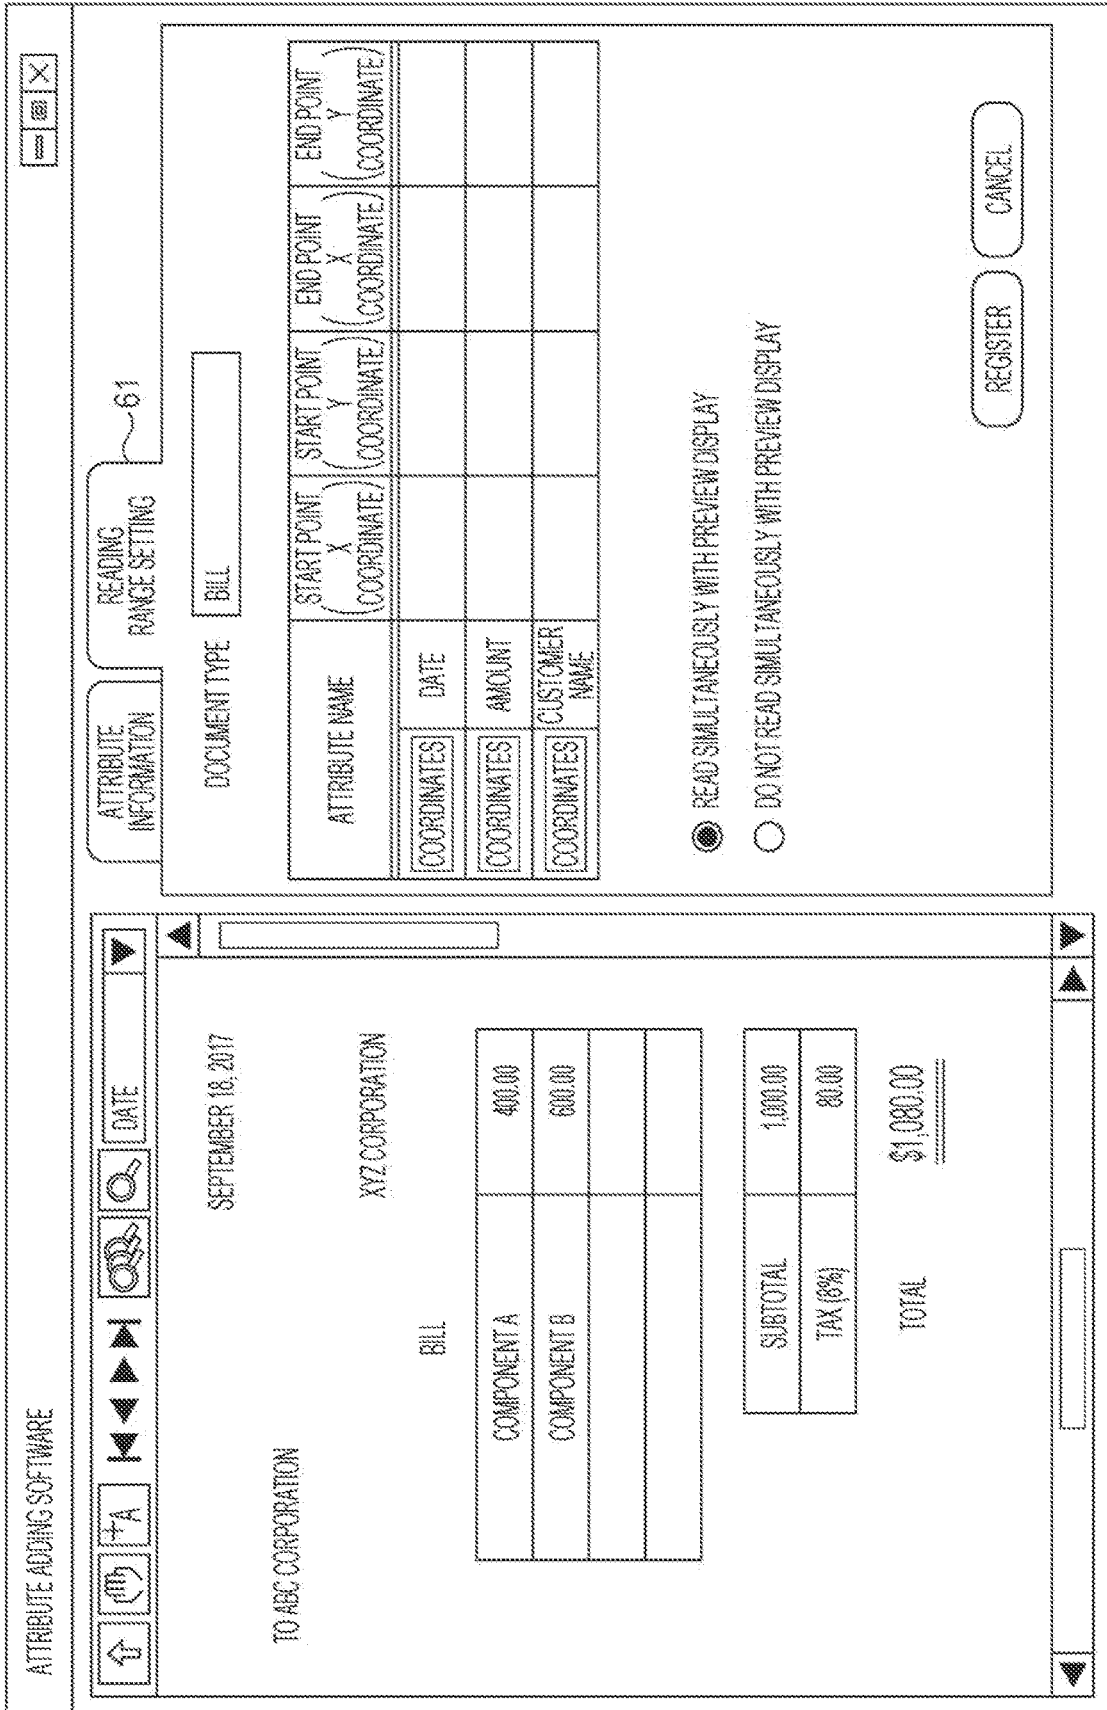 ATTRIBUTE ADDING SOFTWARE
+A
DATE
SEPTEMBER 18, 2017
TO ABC CORPORATION
XYZ CORPORATION
BILL
COMPONENT A 400.00
COMPONENT B 600.00
SUBTOTAL 1,000.00
TAX (8%) 80.00
TOTAL $1,080.00
ATTRIBUTE
INFORMATION
READING
RANGE SETTING
61
DOCUMENT TYPE BILL
ATTRIBUTE NAME
START POINT
(X
COORDINATE)
START POINT
(Y
COORDINATE)
END POINT
(X
COORDINATE)
END POINT
(Y
COORDINATE)
COORDINATES DATE
COORDINATES AMOUNT
COORDINATES CUSTOMER
NAME
READ SIMULTANEOUSLY WITH PREVIEW DISPLAY
DO NOT READ SIMULTANEOUSLY WITH PREVIEW DISPLAY
REGISTER CANCEL